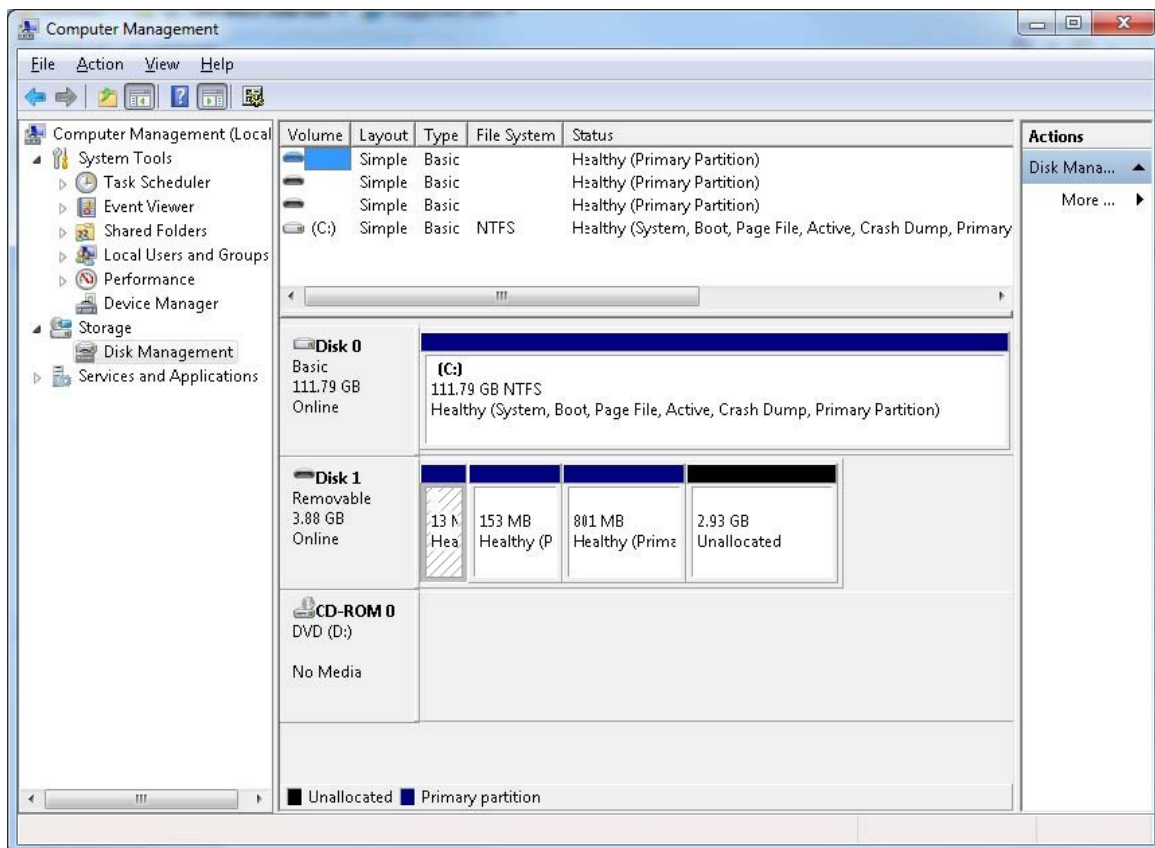 Computer Management
File Action View Help
Computer Management (Local
System Tools
Task Scheduler
Event Viewer
Shared Folders
Local Users and Groups
Performance
Device Manager
Storage
Disk Management
Services and Applications
Volume Layout Type File System Status
Simple Basic Healthy (Primary Partition)
Simple Basic Healthy (Primary Partition)
Simple Basic Healthy (Primary Partition)
(C:) Simple Basic NTFS Healthy (System, Boot, Page File, Active, Crash Dump, Primary
Disk 0
Basic
111.79 GB
Online
(C:)
111.79 GB NTFS
Healthy (System, Boot, Page File, Active, Crash Dump, Primary Partition)
Disk 1
Removable
3.88 GB
Online
13 M
Hea
153 MB
Healthy (P
801 MB
Healthy (Prima
2.93 GB
Unallocated
CD-ROM 0
DVD (D:)
No Media
Unallocated Primary partition
Actions
Disk Mana...
More ...